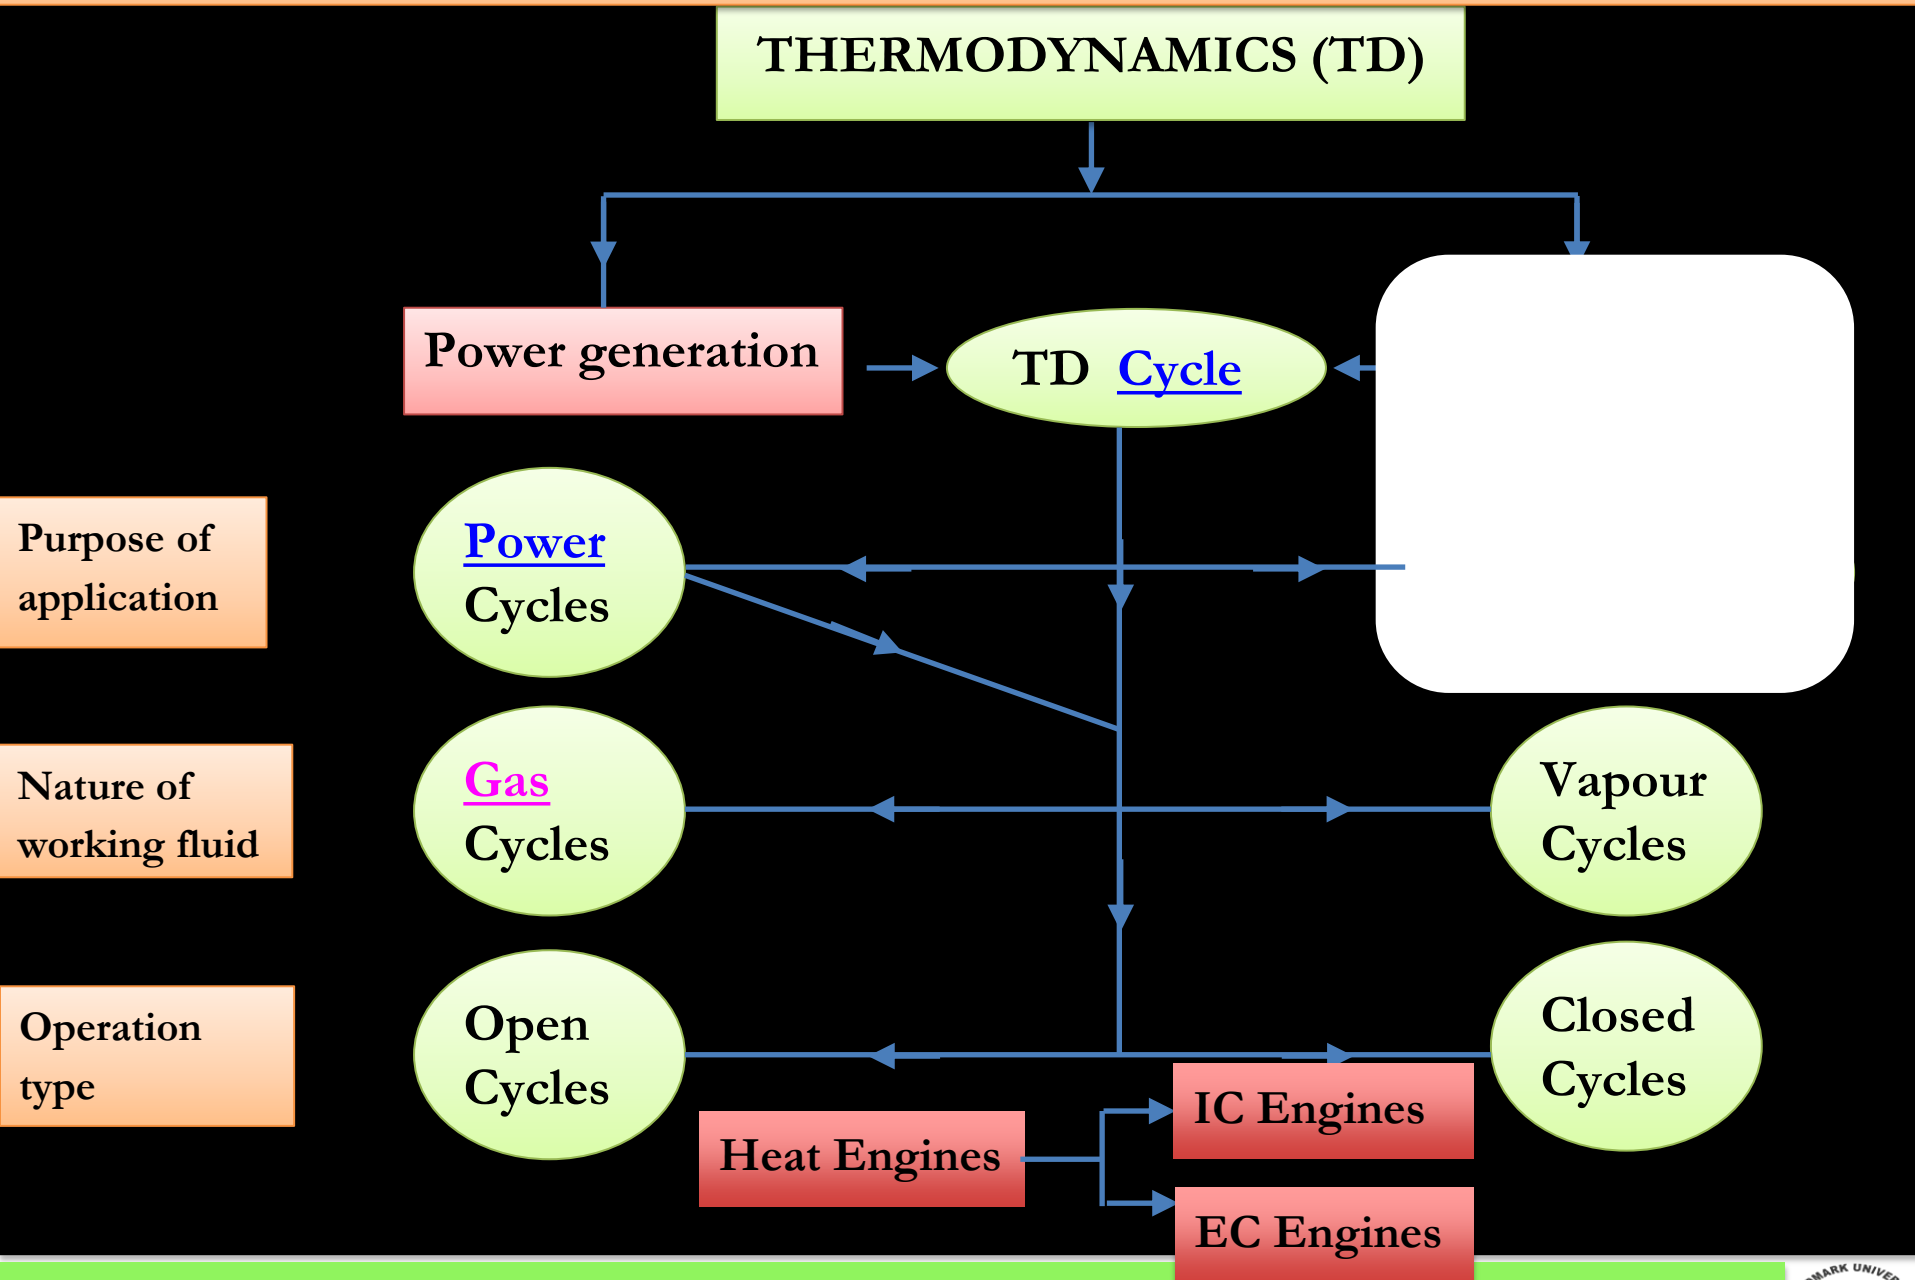 THERMODYNAMICS (TD)
Power generation
TD Cycle
Purpose of
application
Power
Cycles
Nature of
working fluid
Gas
Cycles
Vapour
Cycles
Operation
type
Open
Cycles
Closed
Cycles
Heat Engines
IC Engines
EC Engines